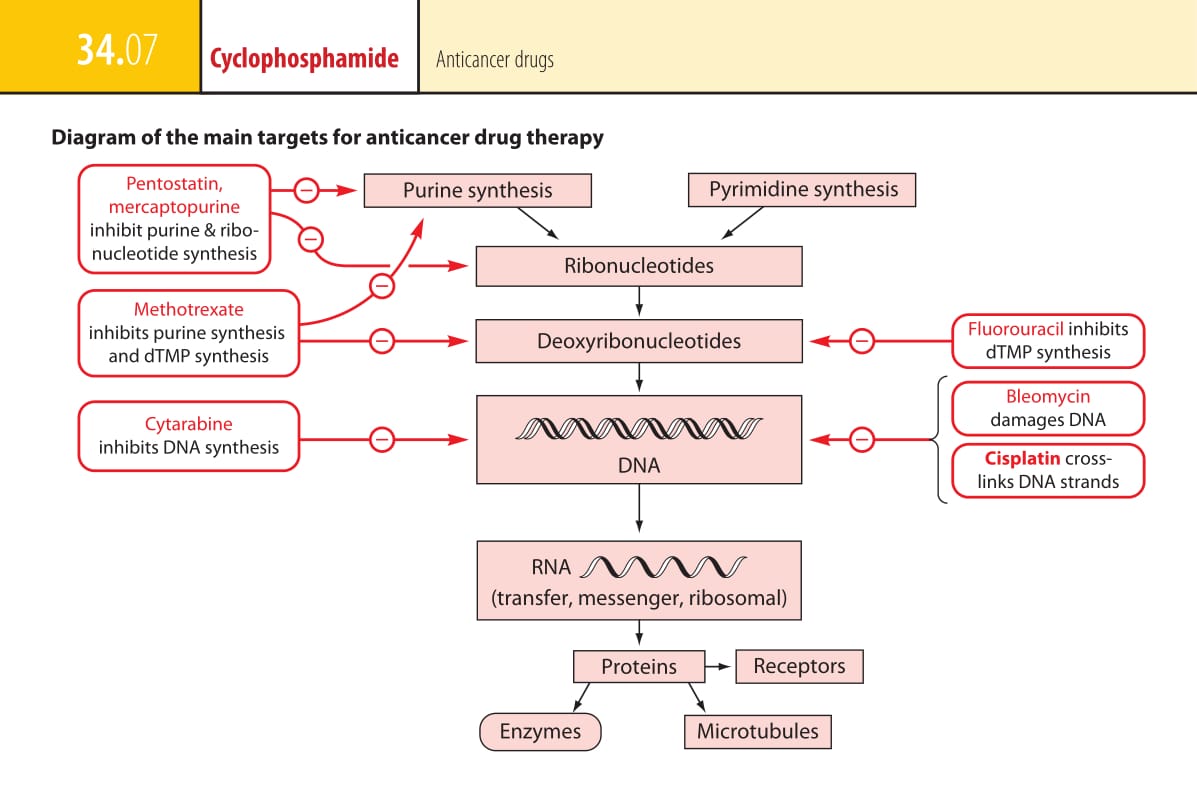 34.07
Cyclophosphamide
Anticancer drugs
Diagram of the main targets for anticancer drug therapy
Pentostatin,
mercaptopurine
inhibit purine & ribo-
nucleotide synthesis
Purine synthesis
Pyrimidine synthesis
Ribonucleotides
Methotrexate
inhibits purine synthesis
and dTMP synthesis
Deoxyribonucleotides
Fluorouracil inhibits
dTMP synthesis
Cytarabine
inhibits DNA synthesis
DNA
Bleomycin
damages DNA
Cisplatin cross-
links DNA strands
RNA
(transfer, messenger, ribosomal)
Proteins
Receptors
Enzymes
Microtubules